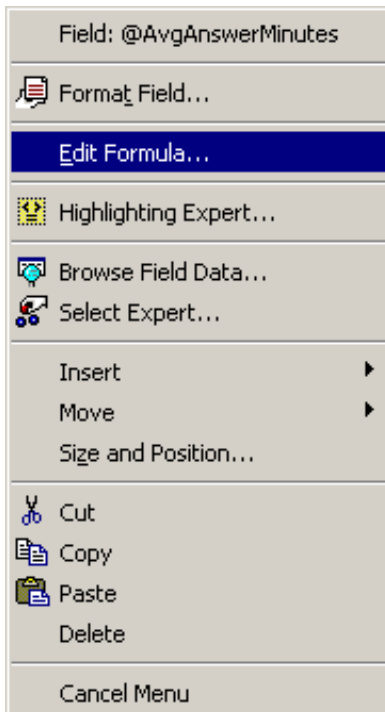 Field: @AvgAnswerMinutes
Format Field...
Edit Formula...
Highlighting Expert...
Browse Field Data...
Select Expert...
Insert
Move
Size and Position...
Cut
Copy
Paste
Delete
Cancel Menu